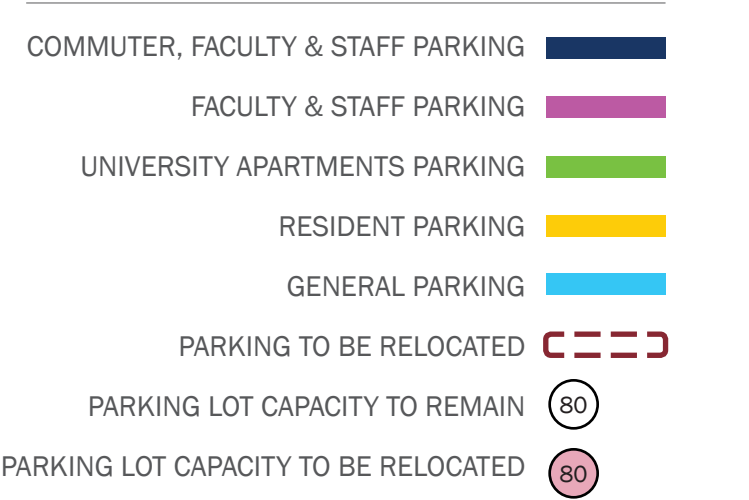 COMMUTER, FACULTY & STAFF PARKING
FACULTY & STAFF PARKING
UNIVERSITY APARTMENTS PARKING
RESIDENT PARKING
GENERAL PARKING
PARKING TO BE RELOCATED
PARKING LOT CAPACITY TO REMAIN 80
PARKING LOT CAPACITY TO BE RELOCATED 80